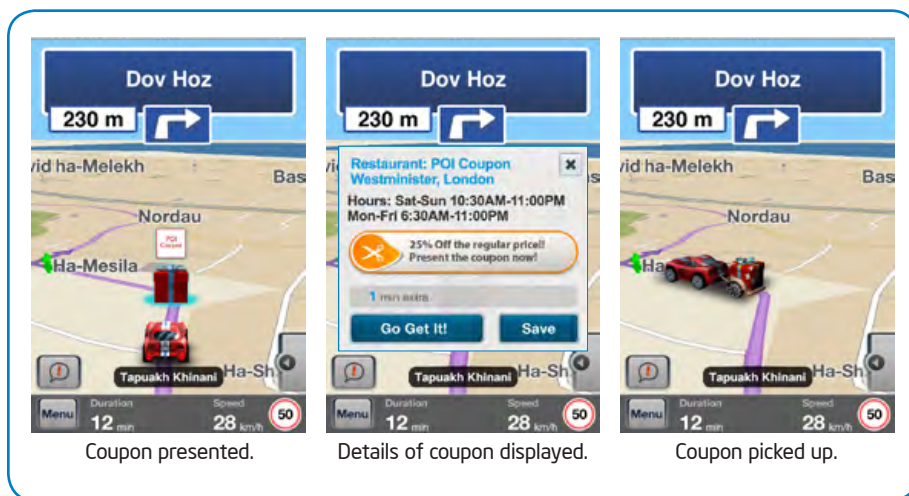 Dov Hoz
230 m
vid ha-Melekh
Bas
Nordau
POI
Coupon
Ha-Mesila
Ha-Sh
Tapuakh Khinani
Menu
Duration
12 min
Speed
28 km/h
50
Coupon presented.
Dov Hoz
230 m
Restaurant: POI Coupon
Westminister, London
Hours: Sat-Sun 10:30AM-11:00PM
Mon-Fri 6:30AM-11:00PM
25% Off the regular price!!
Present the coupon now!
1 min extra
Go Get It!
Save
Tapuakh Khinani
Ha-Sh
Menu
Duration
12 min
Speed
28 km/h
50
Details of coupon displayed.
Dov Hoz
230 m
vid ha-Melekh
Bas
Nordau
Ha
Tapuakh Khinani
Ha-Sh
Menu
Duration
12 min
Speed
28 km/h
50
Coupon picked up.